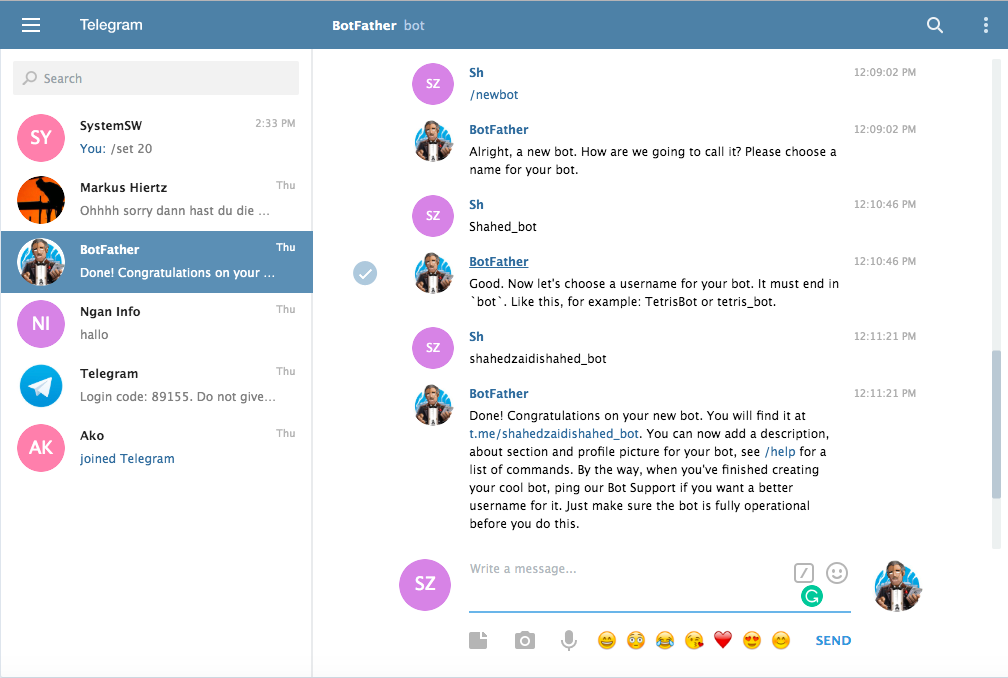 Telegram
BotFather bot
Search
SY
SystemSW
2:33 PM
You: /set 20
Markus Hiertz
Thu
Ohhhh sorry dann hast du die ...
BotFather
Thu
Done! Congratulations on your ...
NI
Ngan Info
Thu
hallo
Telegram
Thu
Login code: 89155. Do not give...
AK
Ako
Thu
joined Telegram
SZ
Sh
12:09:02 PM
/newbot
BotFather
12:09:02 PM
Alright, a new bot. How are we going to call it? Please choose a
name for your bot.
SZ
Sh
12:10:46 PM
Shahed_bot
BotFather
12:10:46 PM
Good. Now let's choose a username for your bot. It must end in
`bot`. Like this, for example: TetrisBot or tetris_bot.
SZ
Sh
12:11:21 PM
shahedzaidishahed_bot
BotFather
12:11:21 PM
Done! Congratulations on your new bot. You will find it at
t.me/shahedzaidishahed_bot. You can now add a description,
about section and profile picture for your bot, see /help for a
list of commands. By the way, when you've finished creating
your cool bot, ping our Bot Support if you want a better
username for it. Just make sure the bot is fully operational
before you do this.
SZ
Write a message...
SEND